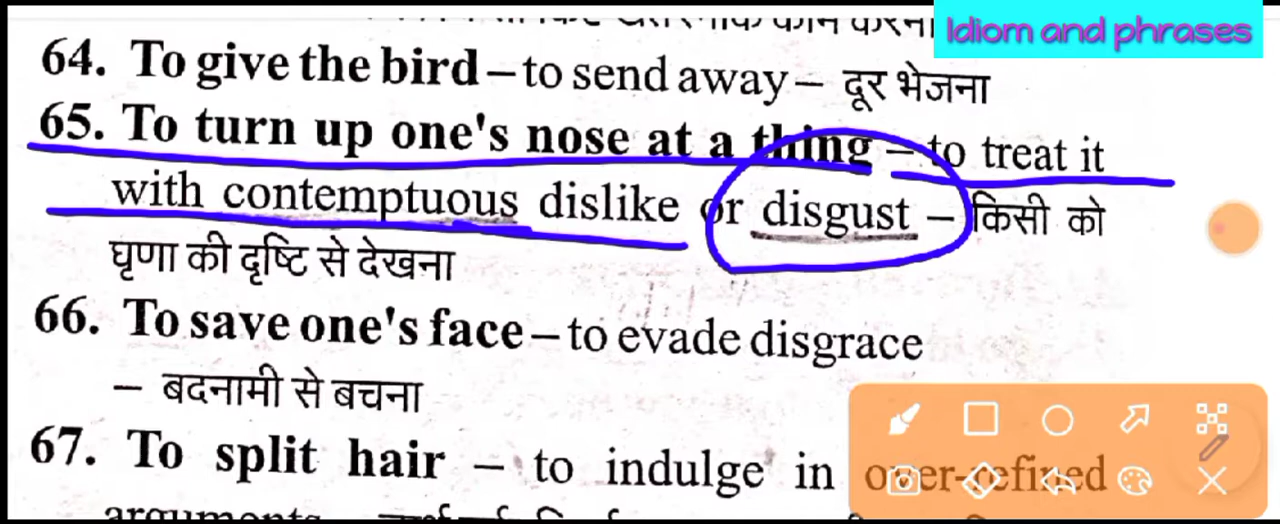 Idiom and phrases
64. To give the bird – to send away – दूर भेजना
65. To turn up one's nose at a thing – to treat it
with contemptuous dislike or disgust – किसी को
घृणा की दृष्टि से देखना
66. To save one's face – to evade disgrace
– बदनामी से बचना
67. To split hair – to indulge in over-refined
arguments